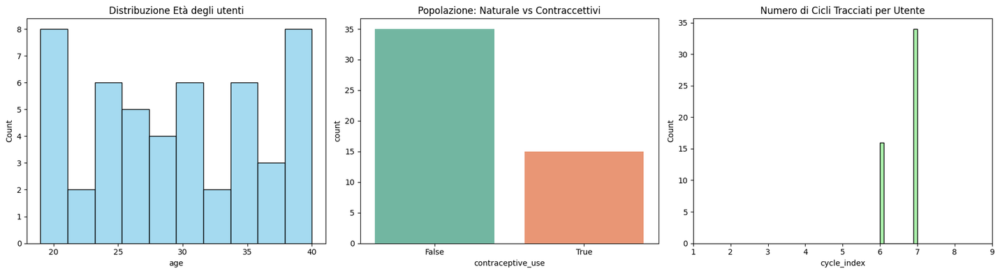 Distribuzione Età degli utenti
Count
8
7
6
5
4
3
2
1
0
20 25 30 35 40
age
Popolazione: Naturale vs Contraccettivi
count
35
30
25
20
15
10
5
0
False True
contraceptive_use
Numero di Cicli Tracciati per Utente
Count
35
30
25
20
15
10
5
0
1 2 3 4 5 6 7 8 9
cycle_index